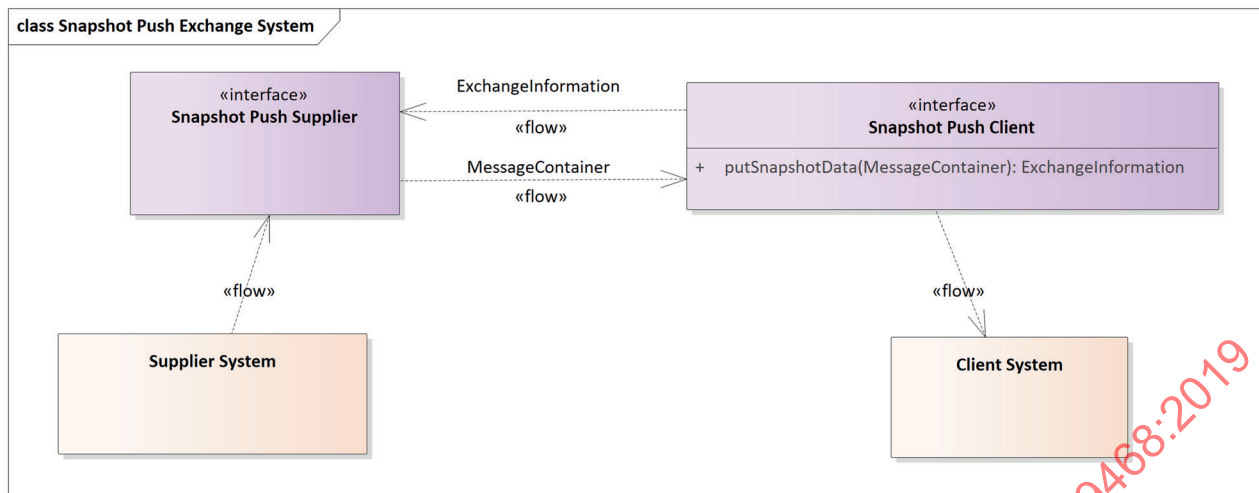 class Snapshot Push Exchange System
«interface»
Snapshot Push Supplier
ExchangeInformation
«flow»
MessageContainer
«flow»
«interface»
Snapshot Push Client
+ putSnapshotData(MessageContainer): ExchangeInformation
«flow»
«flow»
Supplier System
Client System
9468:2019